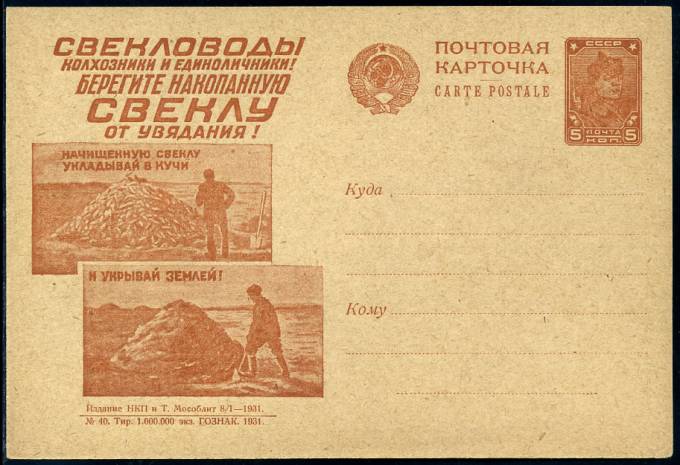 СВЕКЛОВОДЫ
КОЛХОЗНИКИ И ЕДИНОЛИЧНИКИ!
БЕРЕГИТЕ НАКОПАННУЮ
СВЕКЛУ
ОТ УВЯДАНИЯ!
НАЧИЩЕННУЮ СВЕКЛУ
УКЛАДЫВАЙ В КУЧИ
И УКРЫВАЙ ЗЕМЛЕЙ!
Издание НКП и Т. Мособлит 8/1—1931.
№ 40. Тир. 1.000.000 экз. ГОЗНАК. 1931.
ПОЧТОВАЯ
КАРТОЧКА
CARTE POSTALE
СССР
5 ПОЧТА 5
КОП.
Куда
Кому